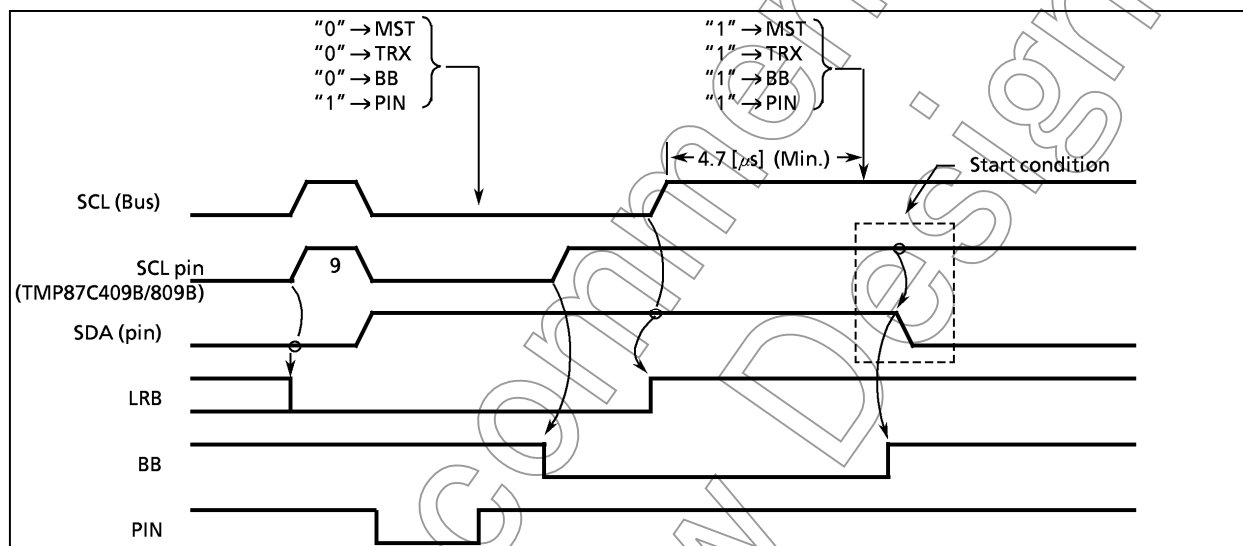 “0” → MST
“0” → TRX
“0” → BB
“1” → PIN
“1” → MST
“1” → TRX
“1” → BB
“1” → PIN
4.7 [μs] (Min.)
Start condition
SCL (Bus)
SCL pin
(TMP87C409B/809B)
9
SDA (pin)
LRB
BB
PIN